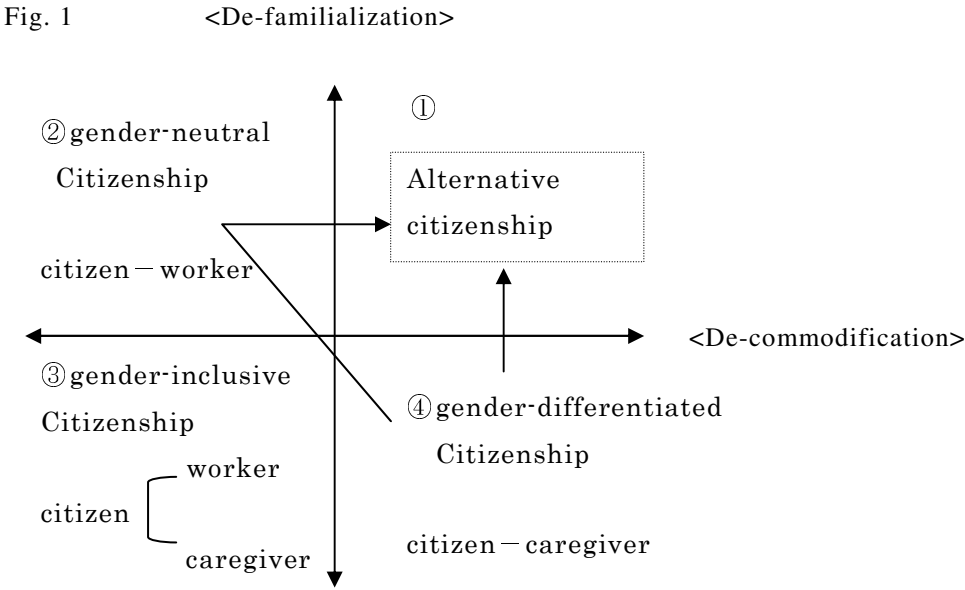 Fig. 1 <De-familialization>
①
②gender-neutral
Citizenship
Alternative
citizenship
citizen－worker
<De-commodification>
③gender-inclusive
Citizenship
④gender-differentiated
Citizenship
worker
citizen
caregiver
citizen－caregiver